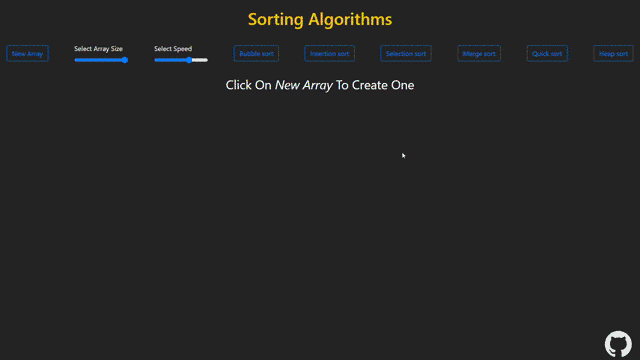 Sorting Algorithms
New Array
Select Array Size
Select Speed
Bubble sort
Insertion sort
Selection sort
Merge sort
Quick sort
Heap sort
Click On New Array To Create One